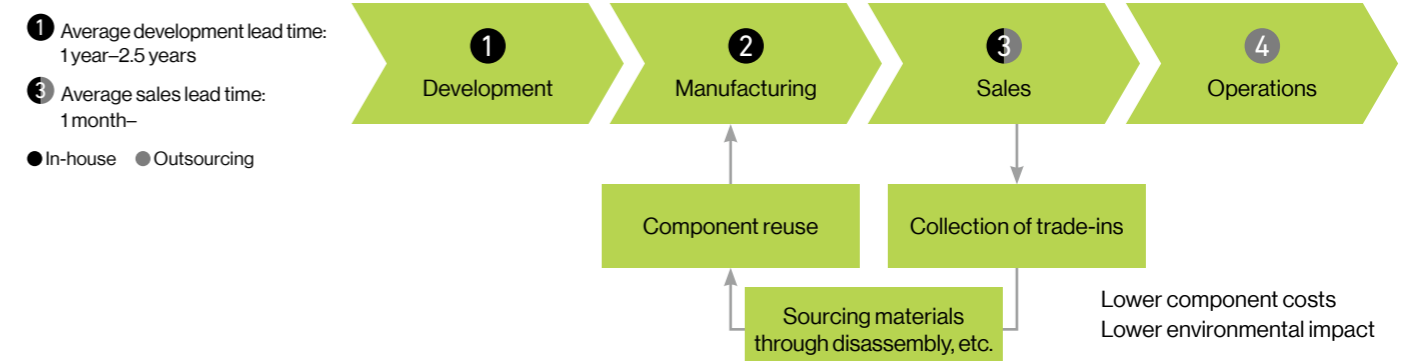 1 Average development lead time:
1 year–2.5 years
3 Average sales lead time:
1 month–
In-house Outsourcing
1
Development
2
Manufacturing
3
Sales
4
Operations
Component reuse
Collection of trade-ins
Sourcing materials
through disassembly, etc.
Lower component costs
Lower environmental impact